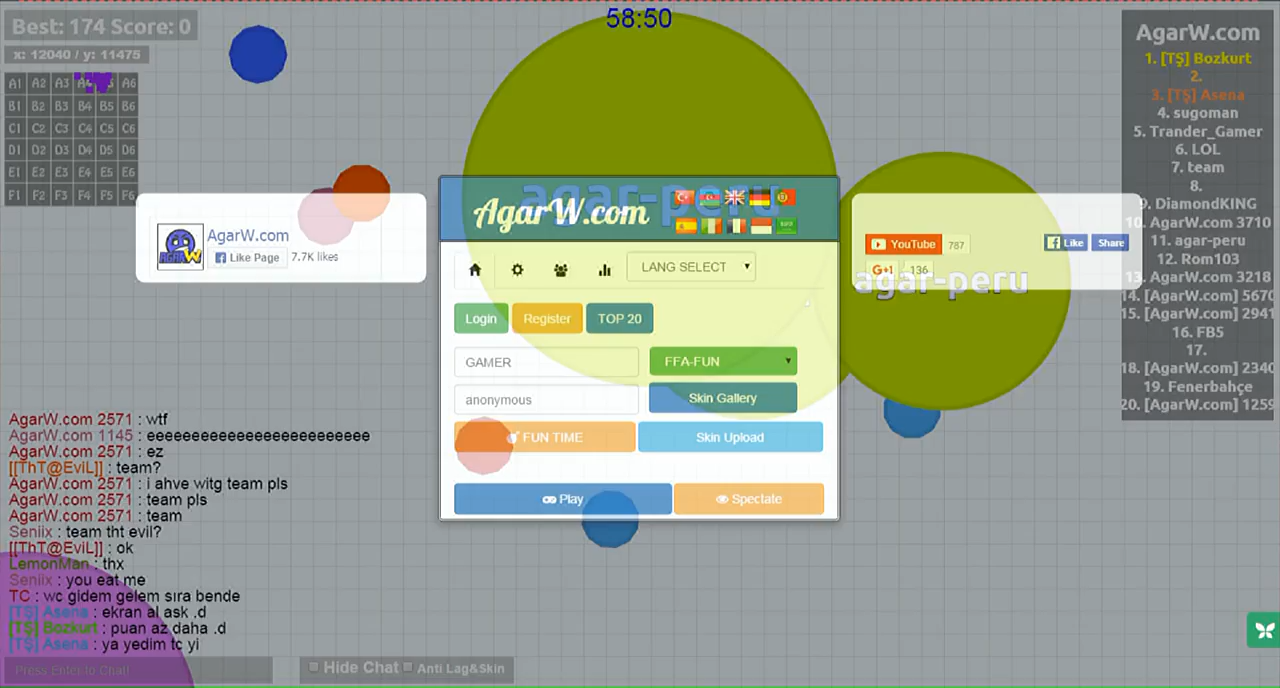 58:50
Best: 174 Score: 0
x: 12040 / y: 11475
A1 A2 A3 A4 A6
B1 B2 B3 B4 B5 B6
C1 C2 C3 C4 C5 C6
D1 D2 D3 D4 D5 D6
E1 E2 E3 E4 E5 E6
F1 F2 F3 F4 F5 F6
AgarW.com
Like Page 7.7K likes
agar-peru
AgarW.com
LANG SELECT
Login Register TOP 20
GAMER FFA-FUN
anonymous Skin Gallery
FUN TIME Skin Upload
Play Spectate
YouTube 787 Like Share
G+1 136
agar-peru
AgarW.com
1. [TŞ] Bozkurt
2.
3. [TŞ] Asena
4. sugoman
5. Trander_Gamer
6. LOL
7. team
8.
9. DiamondKING
10. AgarW.com 3710
11. agar-peru
12. Rom103
13. AgarW.com 3218
14. [AgarW.com] 5670
15. [AgarW.com] 2941
16. FB5
17.
18. [AgarW.com] 2340
19. Fenerbahçe
20. [AgarW.com] 1259
AgarW.com 2571 : wtf
AgarW.com 1145 : eeeeeeeeeeeeeeeeeeeeeeeee
AgarW.com 2571 : ez
[[ThT@EviL]] : team?
AgarW.com 2571 : i ahve witg team pls
AgarW.com 2571 : team pls
AgarW.com 2571 : team
Seniix : team tht evil?
[[ThT@EviL]] : ok
LemonMan : thx
Seniix : you eat me
TC : wc gidem gelem sıra bende
[TŞ] Asena : ekran al ask .d
[TŞ] Bozkurt : puan az daha .d
[TŞ] Asena : ya yedim tc yi
Press Enter to Chat!
Hide Chat Anti Lag&Skin